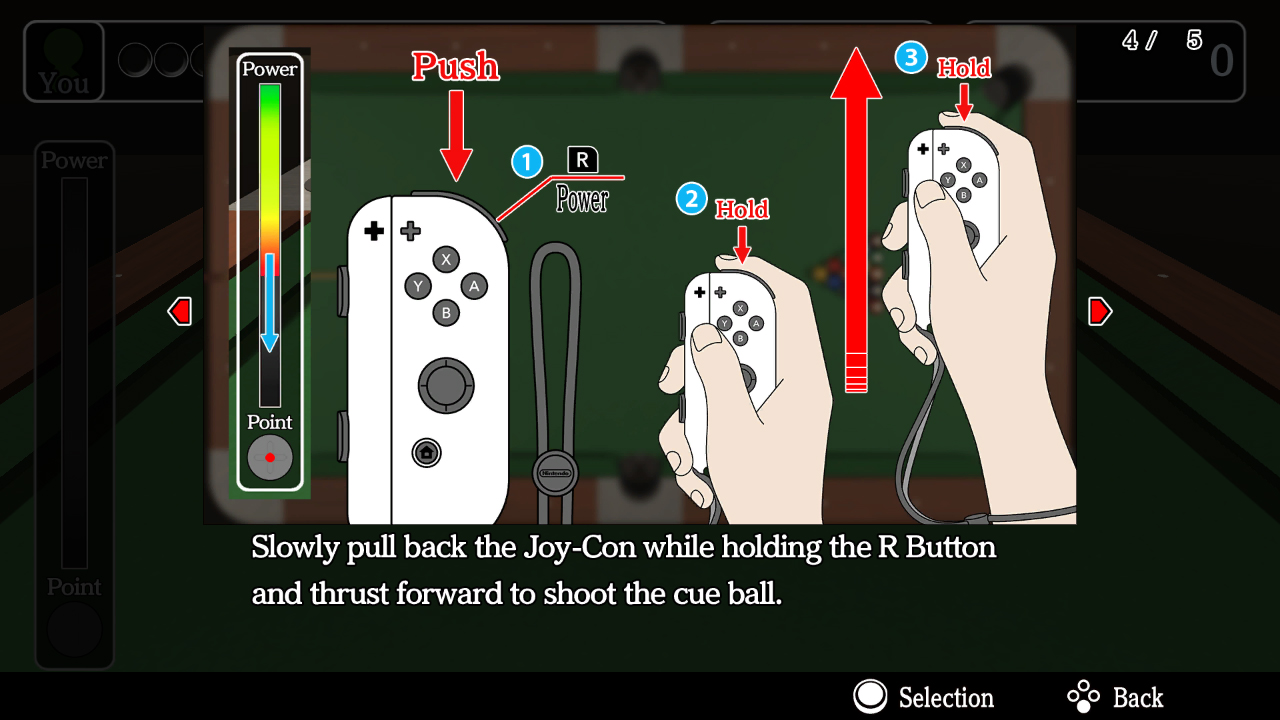 You
4 / 5
0
Power
Power
Push
1
R
Power
2
Hold
3
Hold
X
Y
A
B
X
Y
A
B
X
Y
A
B
Nintendo
Point
Point
Slowly pull back the Joy-Con while holding the R Button
and thrust forward to shoot the cue ball.
Selection
Back